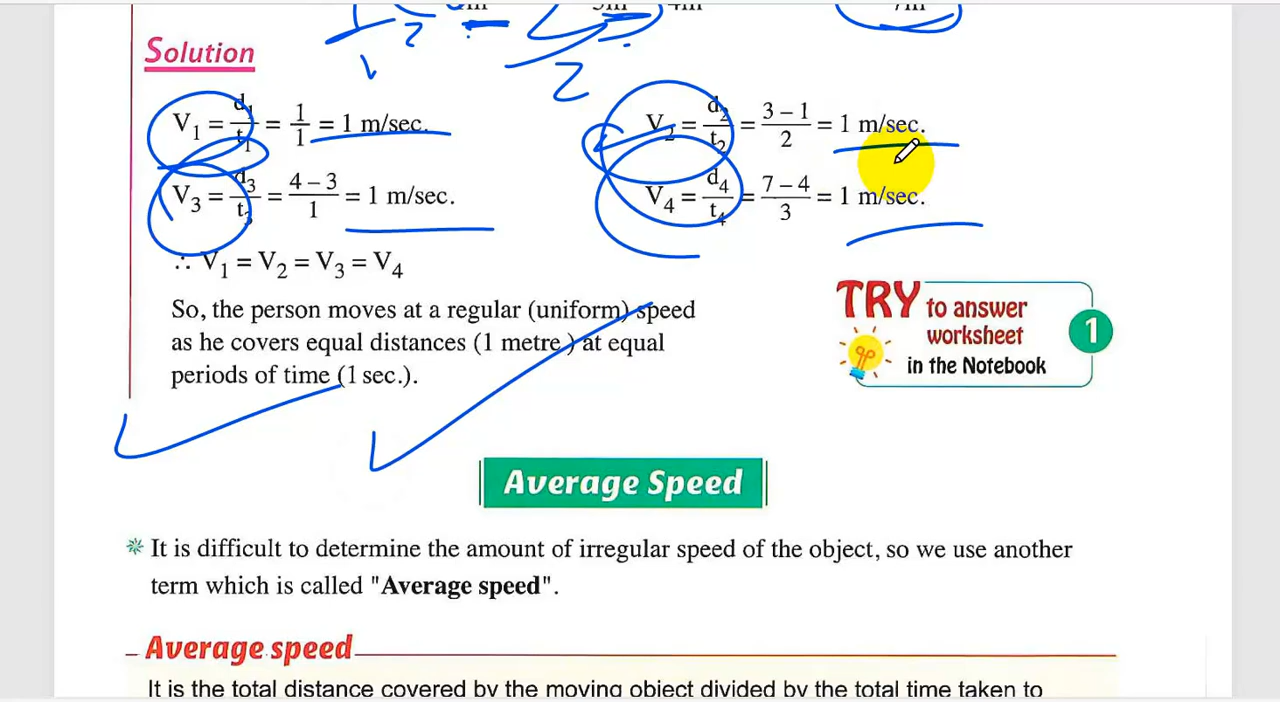 4m
7m
Solution
V₁ = d₁/t₁ = 1/1 = 1 m/sec.
V₂ = d₂/t₂ = 3 – 1/2 = 1 m/sec.
V₃ = d₃/t₃ = 4 – 3/1 = 1 m/sec.
V₄ = d₄/t₄ = 7 – 4/3 = 1 m/sec.
∴ V₁ = V₂ = V₃ = V₄
So, the person moves at a regular (uniform) speed
as he covers equal distances (1 metre ) at equal
periods of time (1 sec.).
TRY to answer
worksheet
in the Notebook
1
Average Speed
✳ It is difficult to determine the amount of irregular speed of the object, so we use another
term which is called "Average speed".
Average speed
It is the total distance covered by the moving object divided by the total time taken to